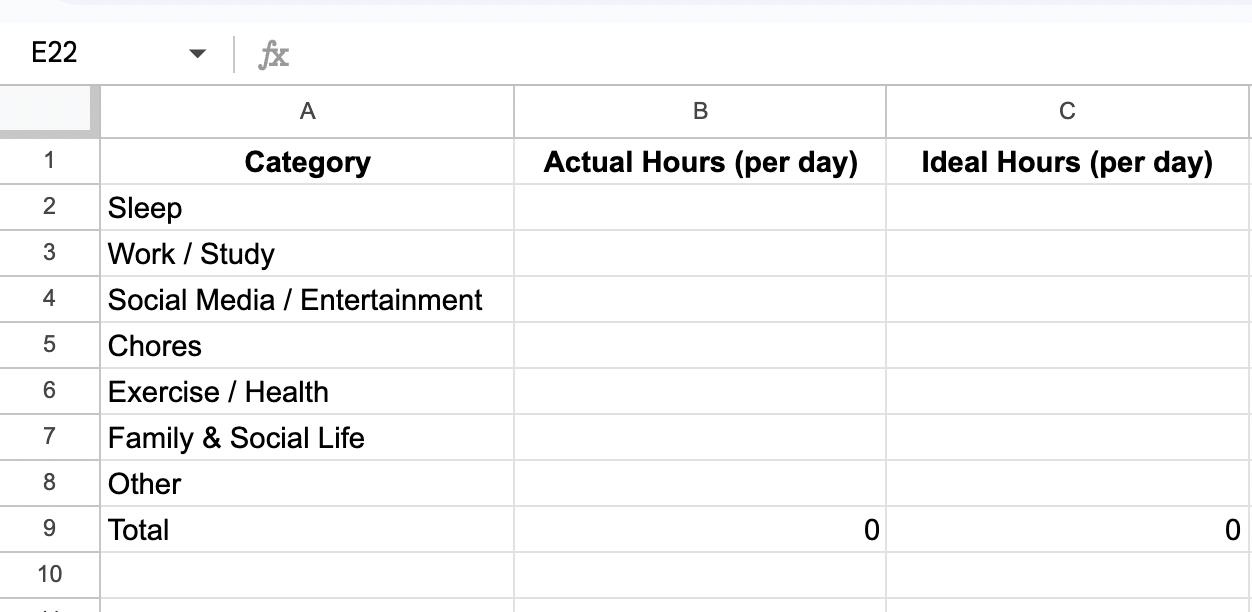 E22 fx
A B C
1 Category Actual Hours (per day) Ideal Hours (per day)
2 Sleep
3 Work / Study
4 Social Media / Entertainment
5 Chores
6 Exercise / Health
7 Family & Social Life
8 Other
9 Total 0 0
10